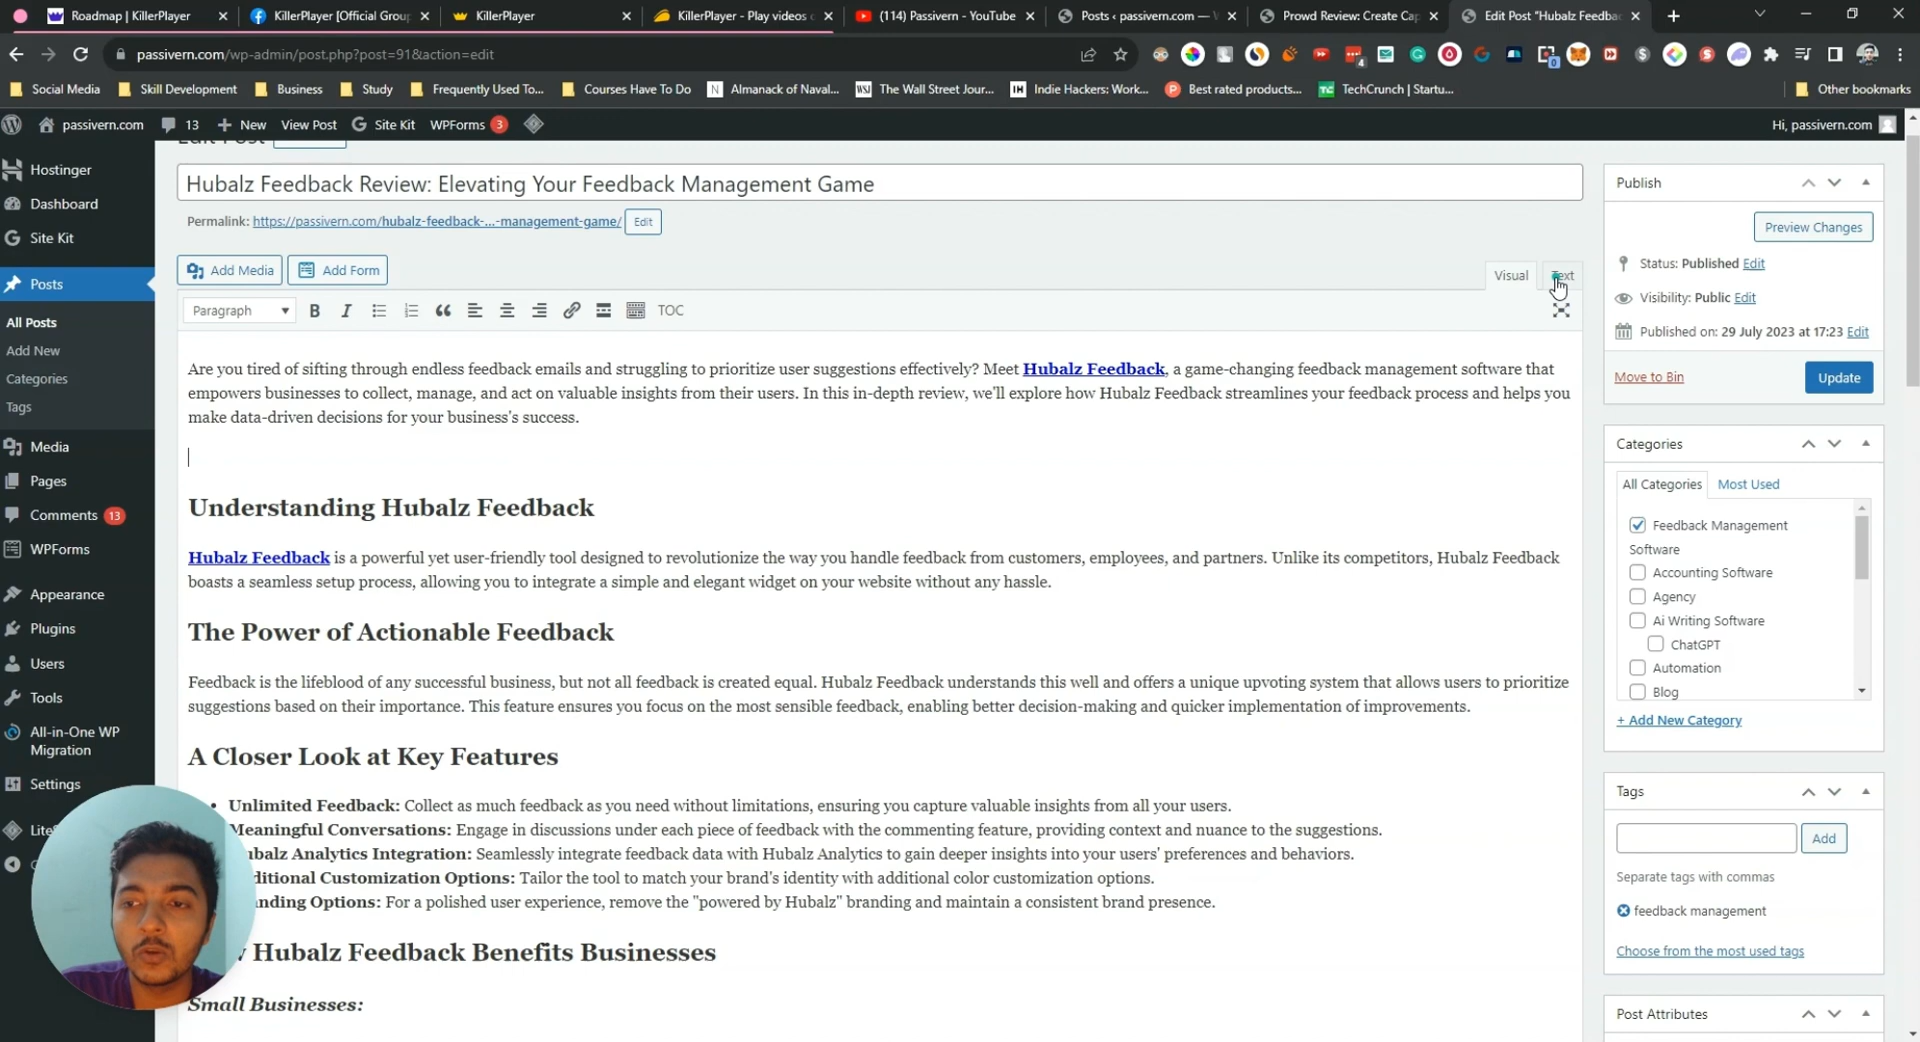 Roadmap | KillerPlayer
KillerPlayer [Official Grou
KillerPlayer
KillerPlayer - Play videos o
(114) Passivern - YouTube
Posts ‹ passivern.com —
Prowd Review: Create Ca
Edit Post "Hubalz Feedba
passivern.com/wp-admin/post.php?post=91&action=edit
4
0
Social Media
Skill Development
Business
Study
Frequently Used To...
Courses Have To Do
Almanack of Naval...
The Wall Street Jour...
Indie Hackers: Work...
Best rated products...
TechCrunch | Startu...
Other bookmarks
passivern.com
13
New
View Post
Site Kit
WPForms 3
Hi, passivern.com
Hostinger
Dashboard
Site Kit
Posts
All Posts
Add New
Categories
Tags
Media
Pages
Comments 13
WPForms
Appearance
Plugins
Users
Tools
All-in-One WP
Migration
Settings
Lite
Edit Post
Hubalz Feedback Review: Elevating Your Feedback Management Game
Permalink: https://passivern.com/hubalz-feedback-...-management-game/ Edit
Add Media
Add Form
Visual
Text
Paragraph
TOC
Are you tired of sifting through endless feedback emails and struggling to prioritize user suggestions effectively? Meet Hubalz Feedback, a game-changing feedback management software that
empowers businesses to collect, manage, and act on valuable insights from their users. In this in-depth review, we'll explore how Hubalz Feedback streamlines your feedback process and helps you
make data-driven decisions for your business's success.
Understanding Hubalz Feedback
Hubalz Feedback is a powerful yet user-friendly tool designed to revolutionize the way you handle feedback from customers, employees, and partners. Unlike its competitors, Hubalz Feedback
boasts a seamless setup process, allowing you to integrate a simple and elegant widget on your website without any hassle.
The Power of Actionable Feedback
Feedback is the lifeblood of any successful business, but not all feedback is created equal. Hubalz Feedback understands this well and offers a unique upvoting system that allows users to prioritize
suggestions based on their importance. This feature ensures you focus on the most sensible feedback, enabling better decision-making and quicker implementation of improvements.
A Closer Look at Key Features
Unlimited Feedback: Collect as much feedback as you need without limitations, ensuring you capture valuable insights from all your users.
Meaningful Conversations: Engage in discussions under each piece of feedback with the commenting feature, providing context and nuance to the suggestions.
ubalz Analytics Integration: Seamlessly integrate feedback data with Hubalz Analytics to gain deeper insights into your users' preferences and behaviors.
ditional Customization Options: Tailor the tool to match your brand's identity with additional color customization options.
anding Options: For a polished user experience, remove the "powered by Hubalz" branding and maintain a consistent brand presence.
Hubalz Feedback Benefits Businesses
Small Businesses:
Publish
Preview Changes
Status: Published Edit
Visibility: Public Edit
Published on: 29 July 2023 at 17:23 Edit
Move to Bin
Update
Categories
All Categories
Most Used
Feedback Management
Software
Accounting Software
Agency
Ai Writing Software
ChatGPT
Automation
Blog
+ Add New Category
Tags
Add
Separate tags with commas
feedback management
Choose from the most used tags
Post Attributes